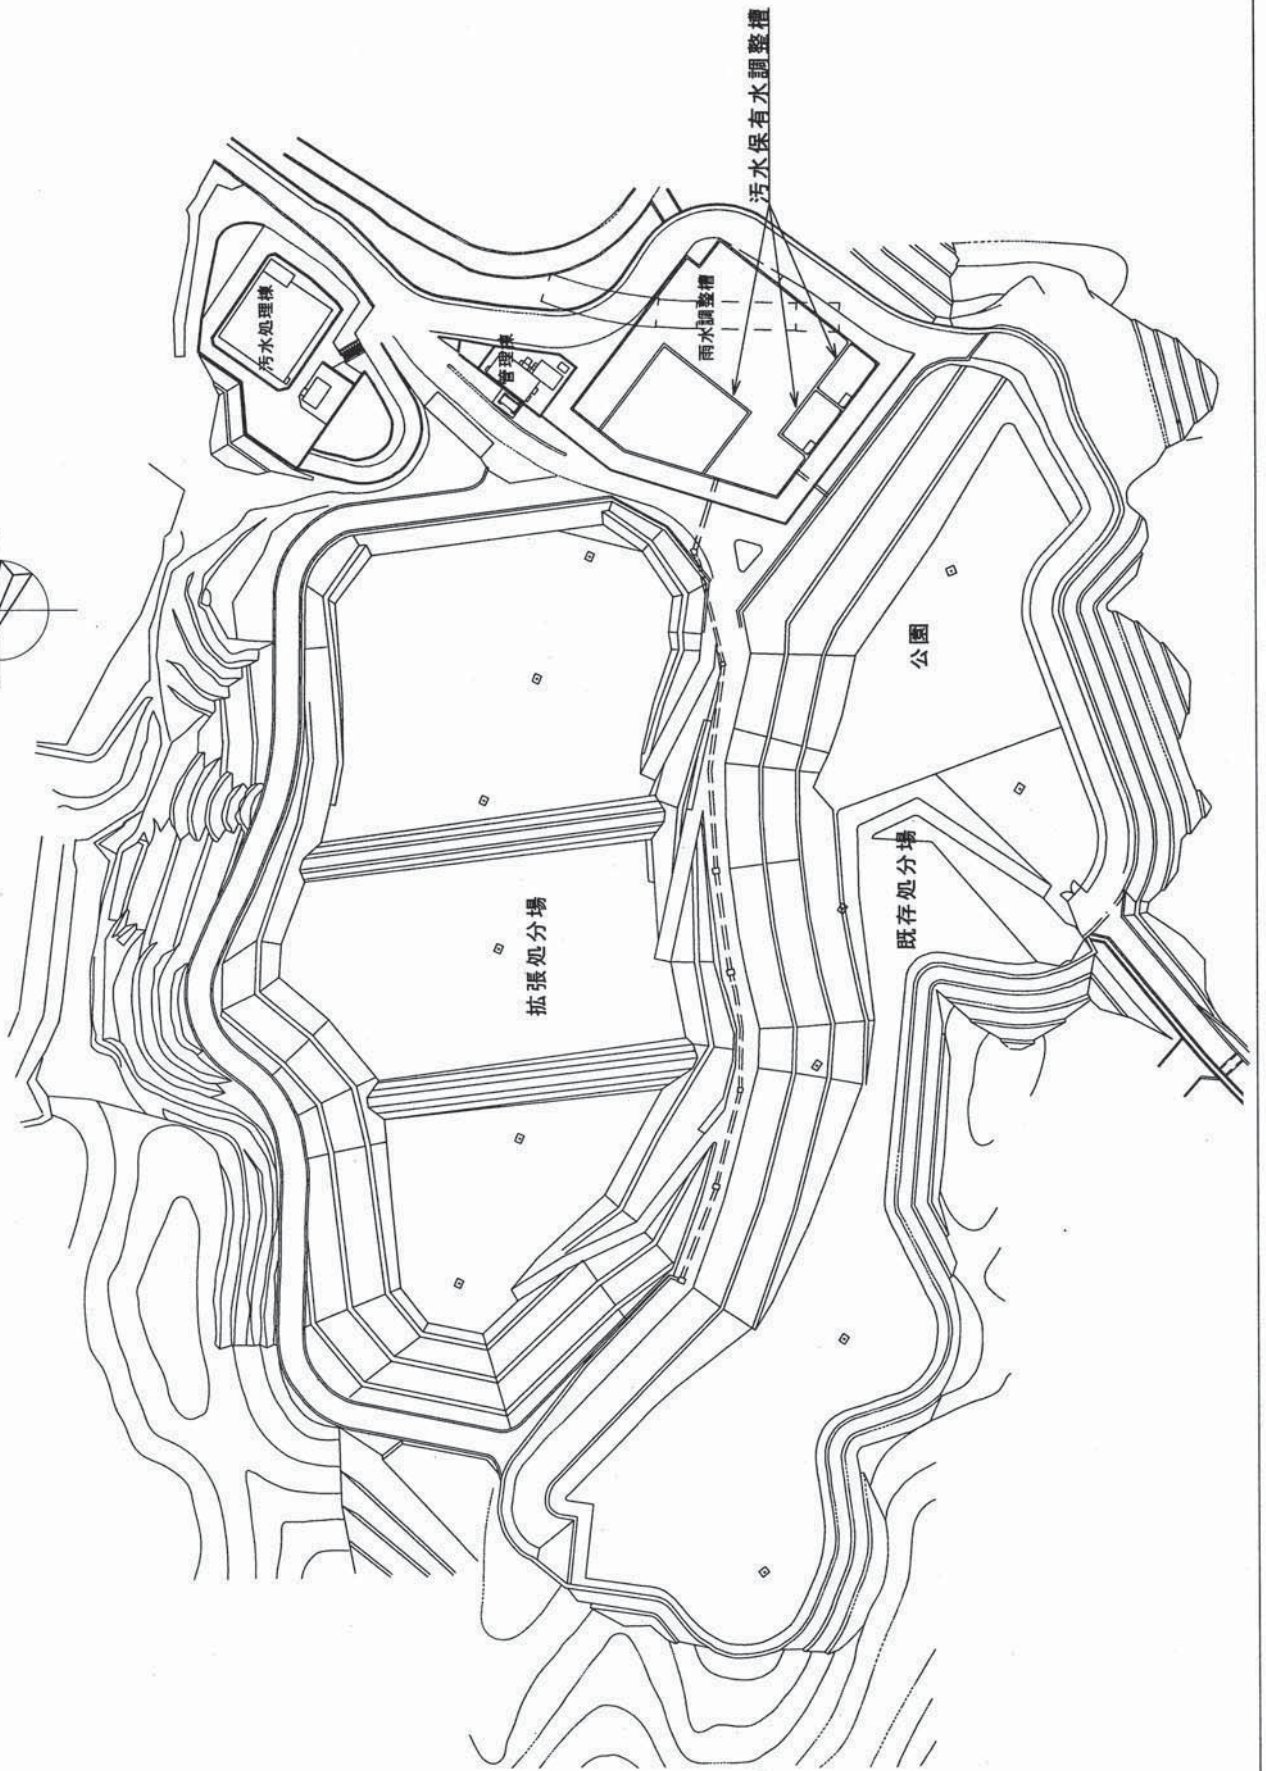 汚水保有水調整槽
汚水処理棟
管理棟
雨水調整槽
公園
拡張処分場
既存処分場